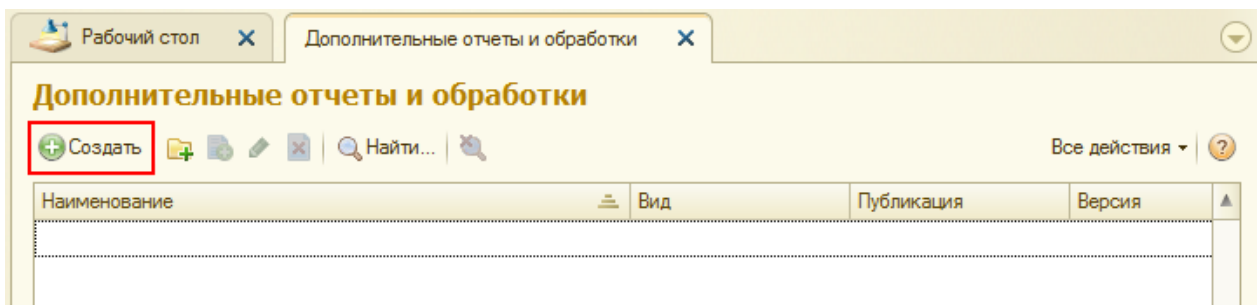 Рабочий стол Дополнительные отчеты и обработки
Дополнительные отчеты и обработки
Создать Найти... Все действия
Наименование Вид Публикация Версия